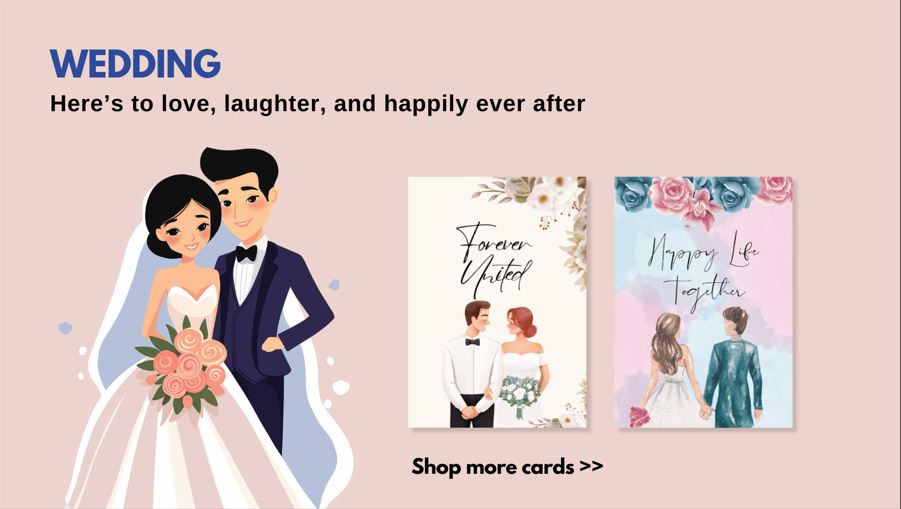 WEDDING
Here’s to love, laughter, and happily ever after
Forever
United
Happy Life
Together
Shop more cards >>